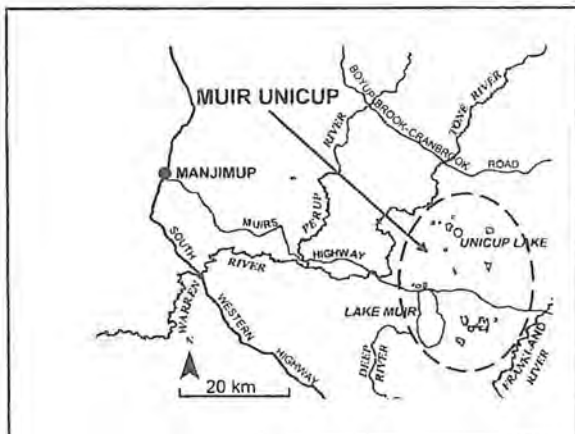 MUIR UNICUP
BOYUP BROOK-CRANBROOK
ROAD
TONE RIVER
RIVER
PERUP
MANJIMUP
MUIRS
HIGHWAY
UNICUP LAKE
SOUTH
WESTERN
HIGHWAY
RIVER
WARREN
LAKE MUIR
DEEP
RIVER
FRANKLAND
RIVER
20 km